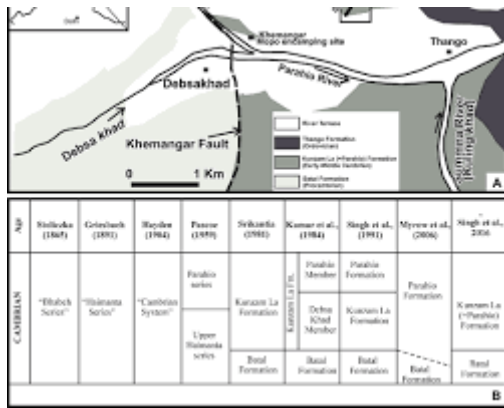 Khemangar
Hopo encamping site
Thango
Parahio River
Debsakhad
Debsa khad
Khemangar Fault
0 1 Km
River terrace
Thango Formation
(Ordovician)
Kunzam La (=Parahio) Formation
(Early-Middle Cambrian)
Batal Formation
(Precambrian)
A
Age
Stoliczka
(1865)
Griesbach
(1891)
Hayden
(1904)
Pascoe
(1959)
Srikantia
(1981)
Kumar et al.,
(1984)
Singh et al.,
(1991)
Myrow et al.,
(2006)
Singh et al.,
2016
CAMBRIAN
"Bhabeh
Series"
"Haimanta
Series"
"Cambrian
System"
Parahio
series
Upper
Haimanta
series
Kunzam La
Formation
Batal
Formation
Kunzam La Fm.
Parahio
Member
Debsa
Khad
Member
Batal
Formation
Parahio
Formation
Kunzam La
Formation
Batal
Formation
Parahio
Formation
Batal
Formation
Kunzam La
(=Parahio)
Formation
Batal
Formation
B